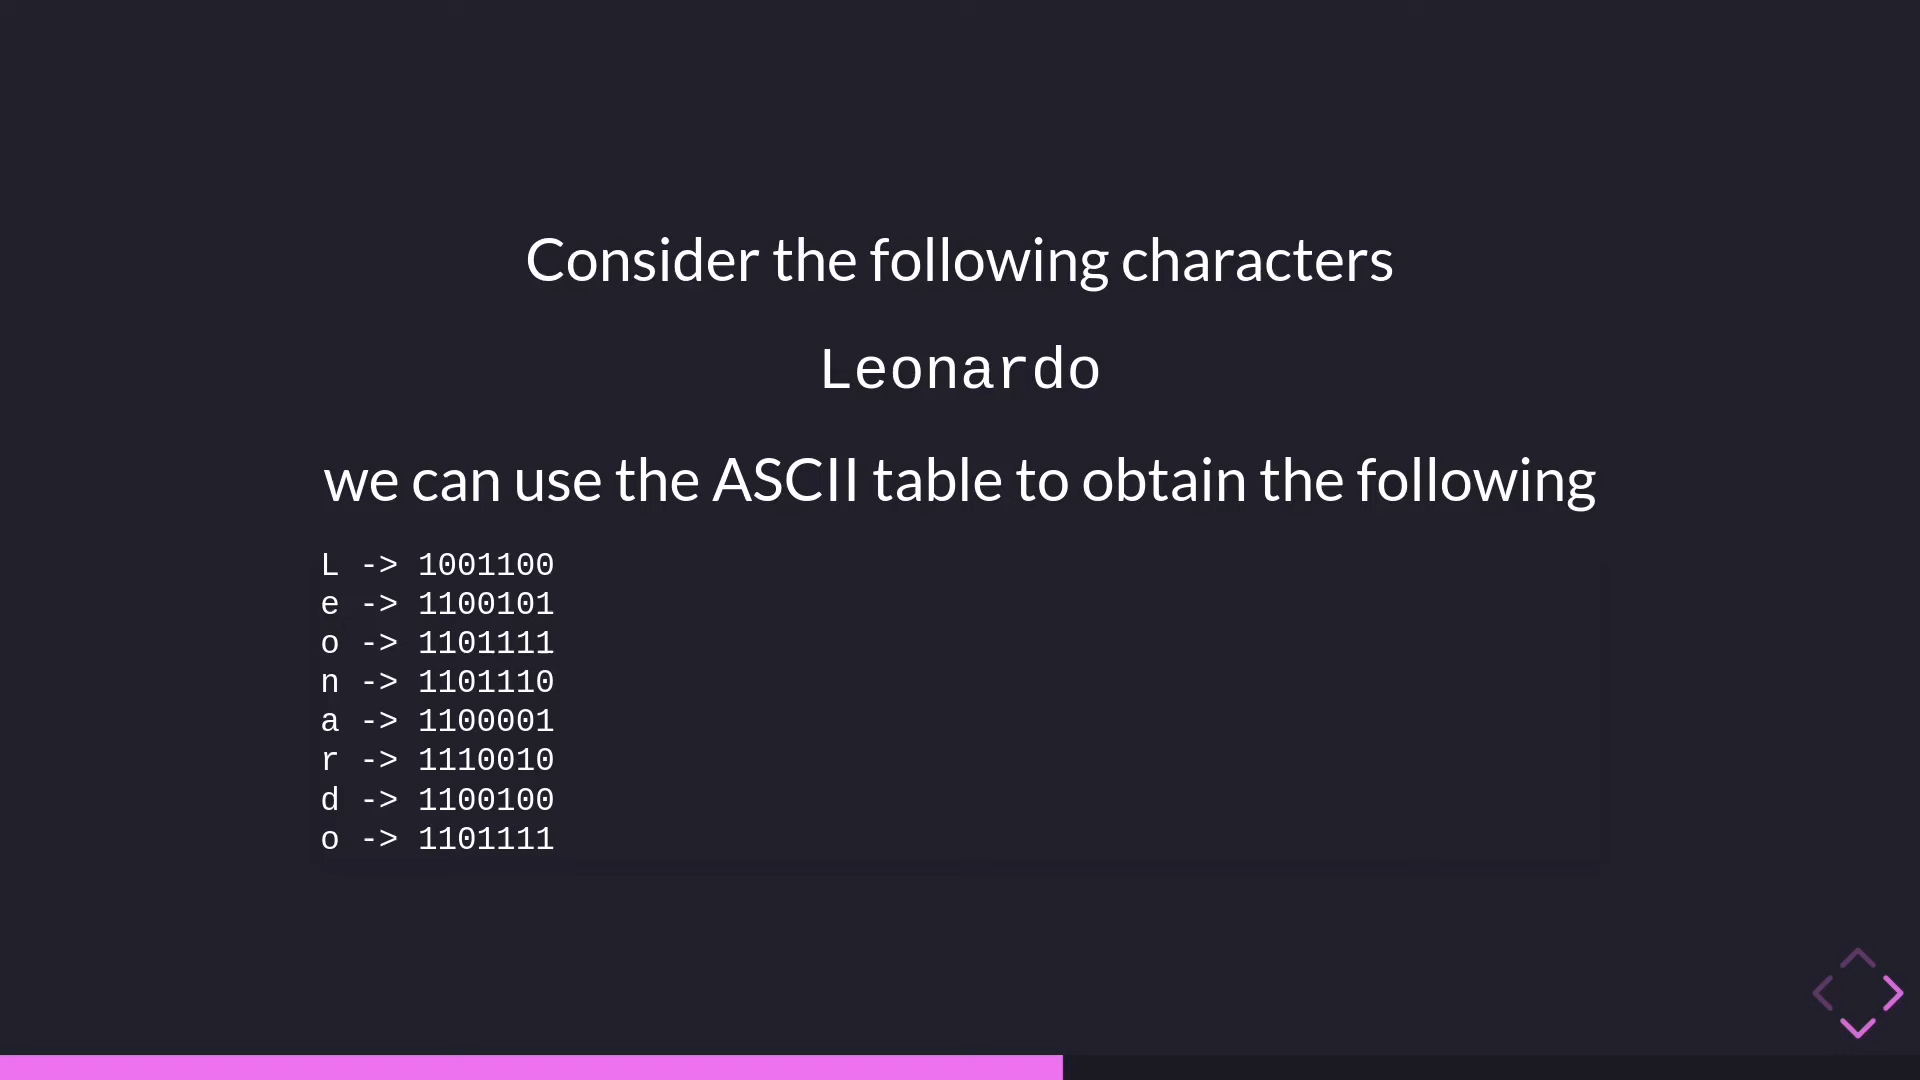 Consider the following characters
Leonardo
we can use the ASCII table to obtain the following
L -> 1001100
e -> 1100101
o -> 1101111
n -> 1101110
a -> 1100001
r -> 1110010
d -> 1100100
o -> 1101111